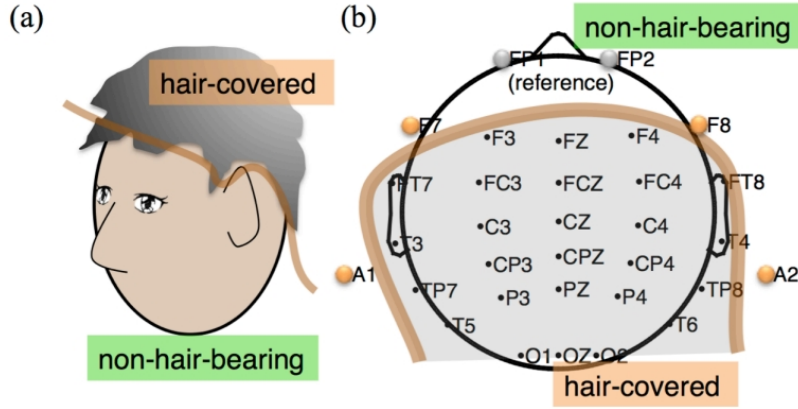 (a)
hair-covered
non-hair-bearing
(b)
non-hair-bearing
FP1 FP2
(reference)
F7 F8
F3 FZ F4
FT7 FC3 FCZ FC4 FT8
C3 CZ C4
T3 T4
CP3 CPZ CP4
A1 A2
TP7 P3 PZ P4 TP8
T5 T6
O1 OZ O2
hair-covered